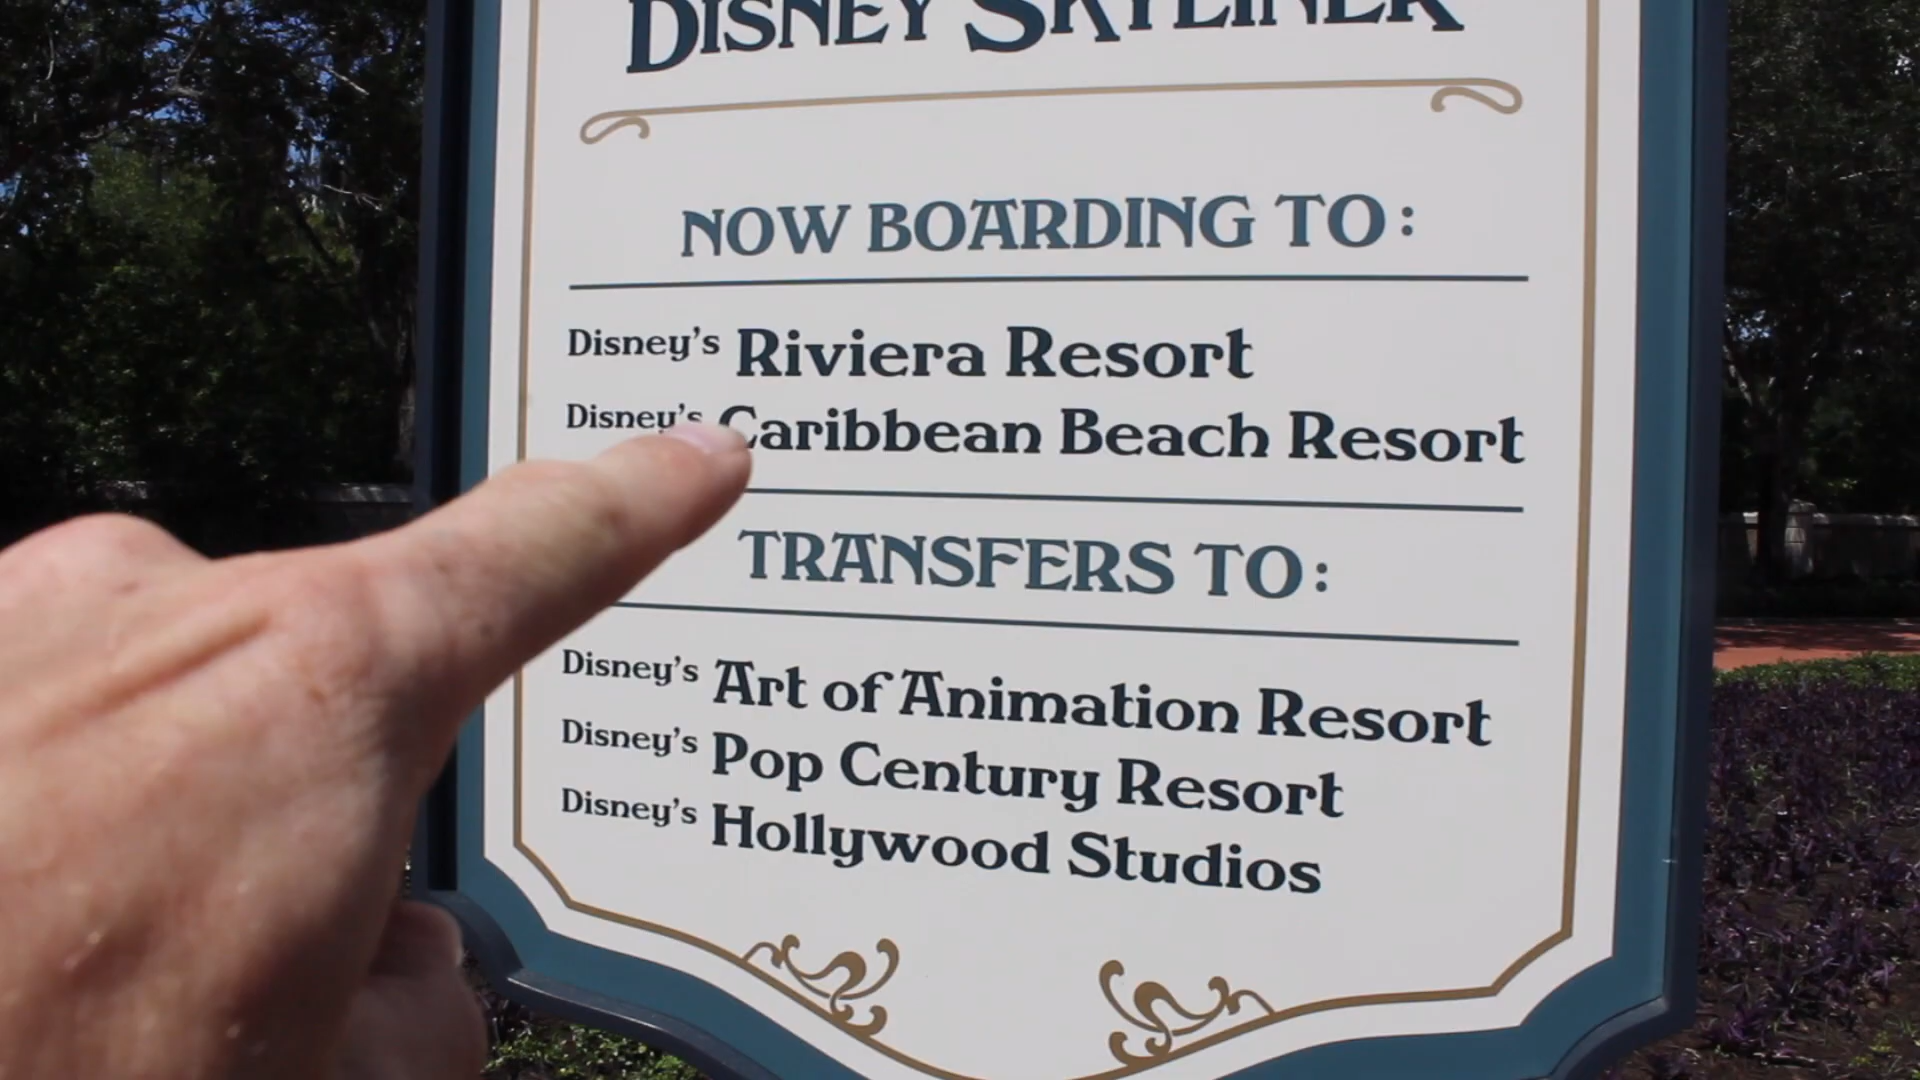 DISNEY SKYLINER
NOW BOARDING TO:
Disney's Riviera Resort
Disney's Caribbean Beach Resort
TRANSFERS TO:
Disney's Art of Animation Resort
Disney's Pop Century Resort
Disney's Hollywood Studios